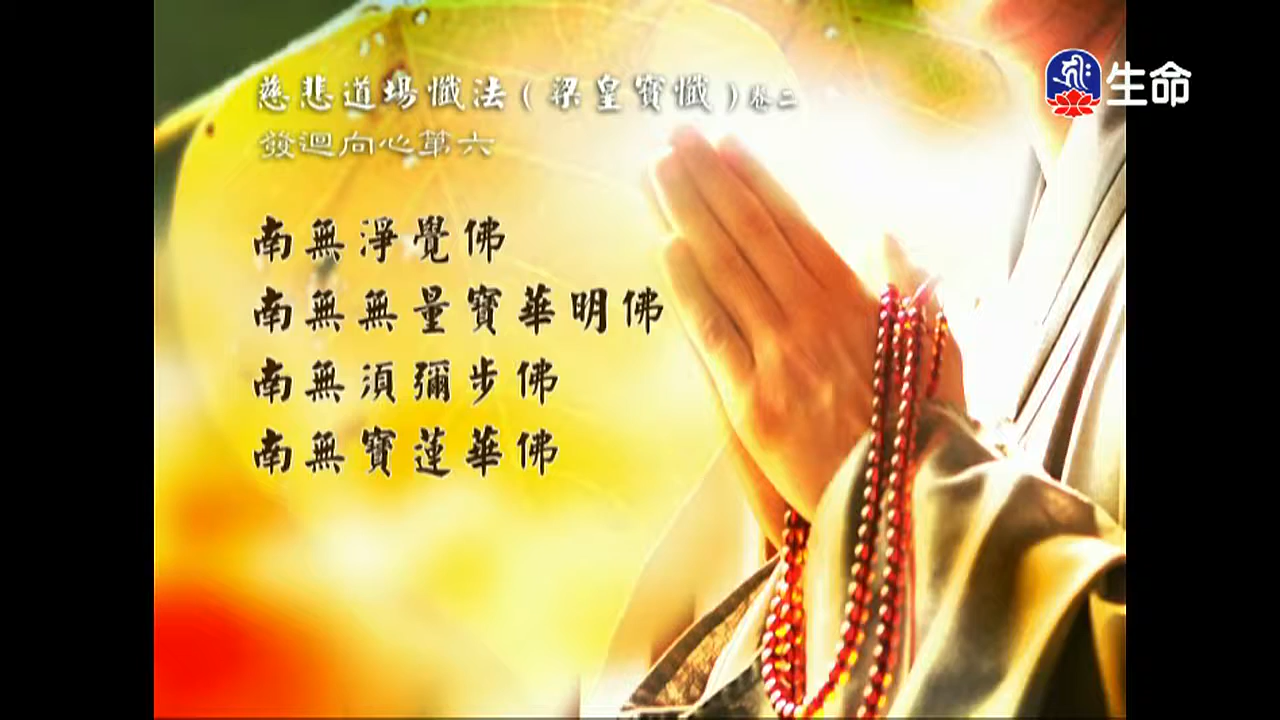 慈悲道場懺法(梁皇寶懺)卷二
發迴向心第六
生命
南無淨覺佛
南無無量寶華明佛
南無須彌步佛
南無寶蓮華佛